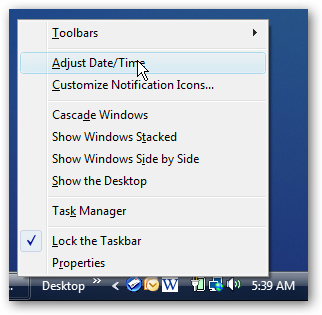 Toolbars
Adjust Date/Time
Customize Notification Icons...
Cascade Windows
Show Windows Stacked
Show Windows Side by Side
Show the Desktop
Task Manager
Lock the Taskbar
Properties
... Desktop » < W 5:39 AM